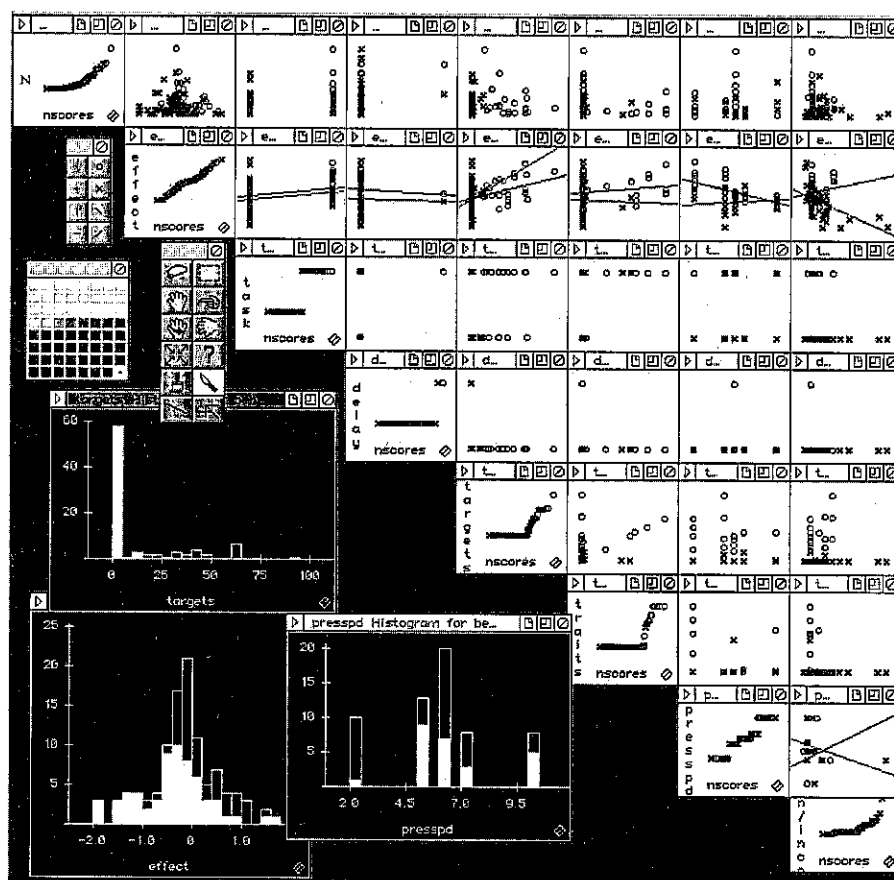 N
nscores
e... e... e... e... e... e... e...
effect
nscores
t... t... t... t... t... t...
task
nscores
d... d... d... d... d...
delay
nscores
60
40
20
0 25 50 75 100
targets
t... t... t... t...
targets
nscores
t... t... t...
traits
nscores
25
20
15
10
5
-2.0 -1.0 0 1.0
effect
presspd Histogram for be...
20
15
10
5
2.0 4.5 7.0 9.5
presspd
p... p...
presspd
nscores
nscores